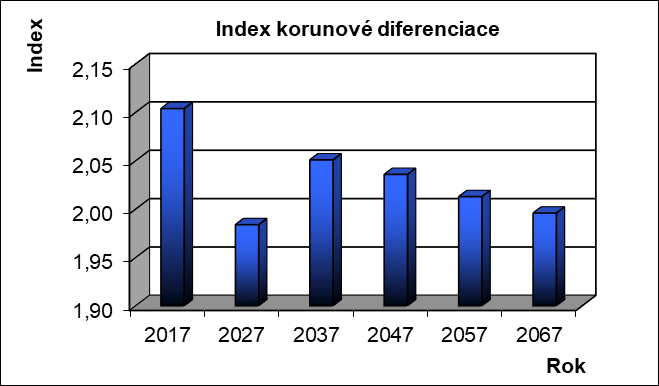 Index korunové diferenciace
Index
2,15
2,10
2,05
2,00
1,95
1,90
2017 2027 2037 2047 2057 2067
Rok